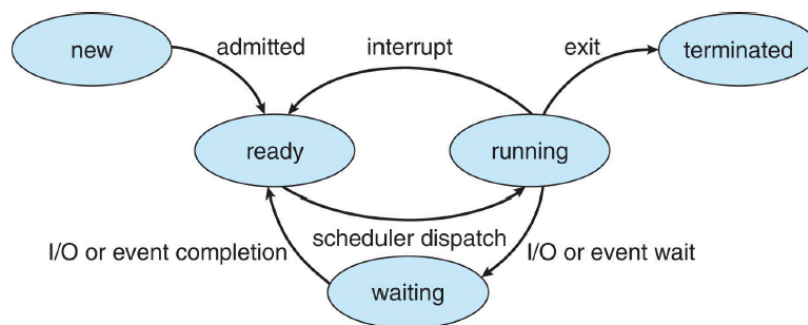 new
admitted
interrupt
exit
terminated
ready
running
I/O or event completion
scheduler dispatch
I/O or event wait
waiting